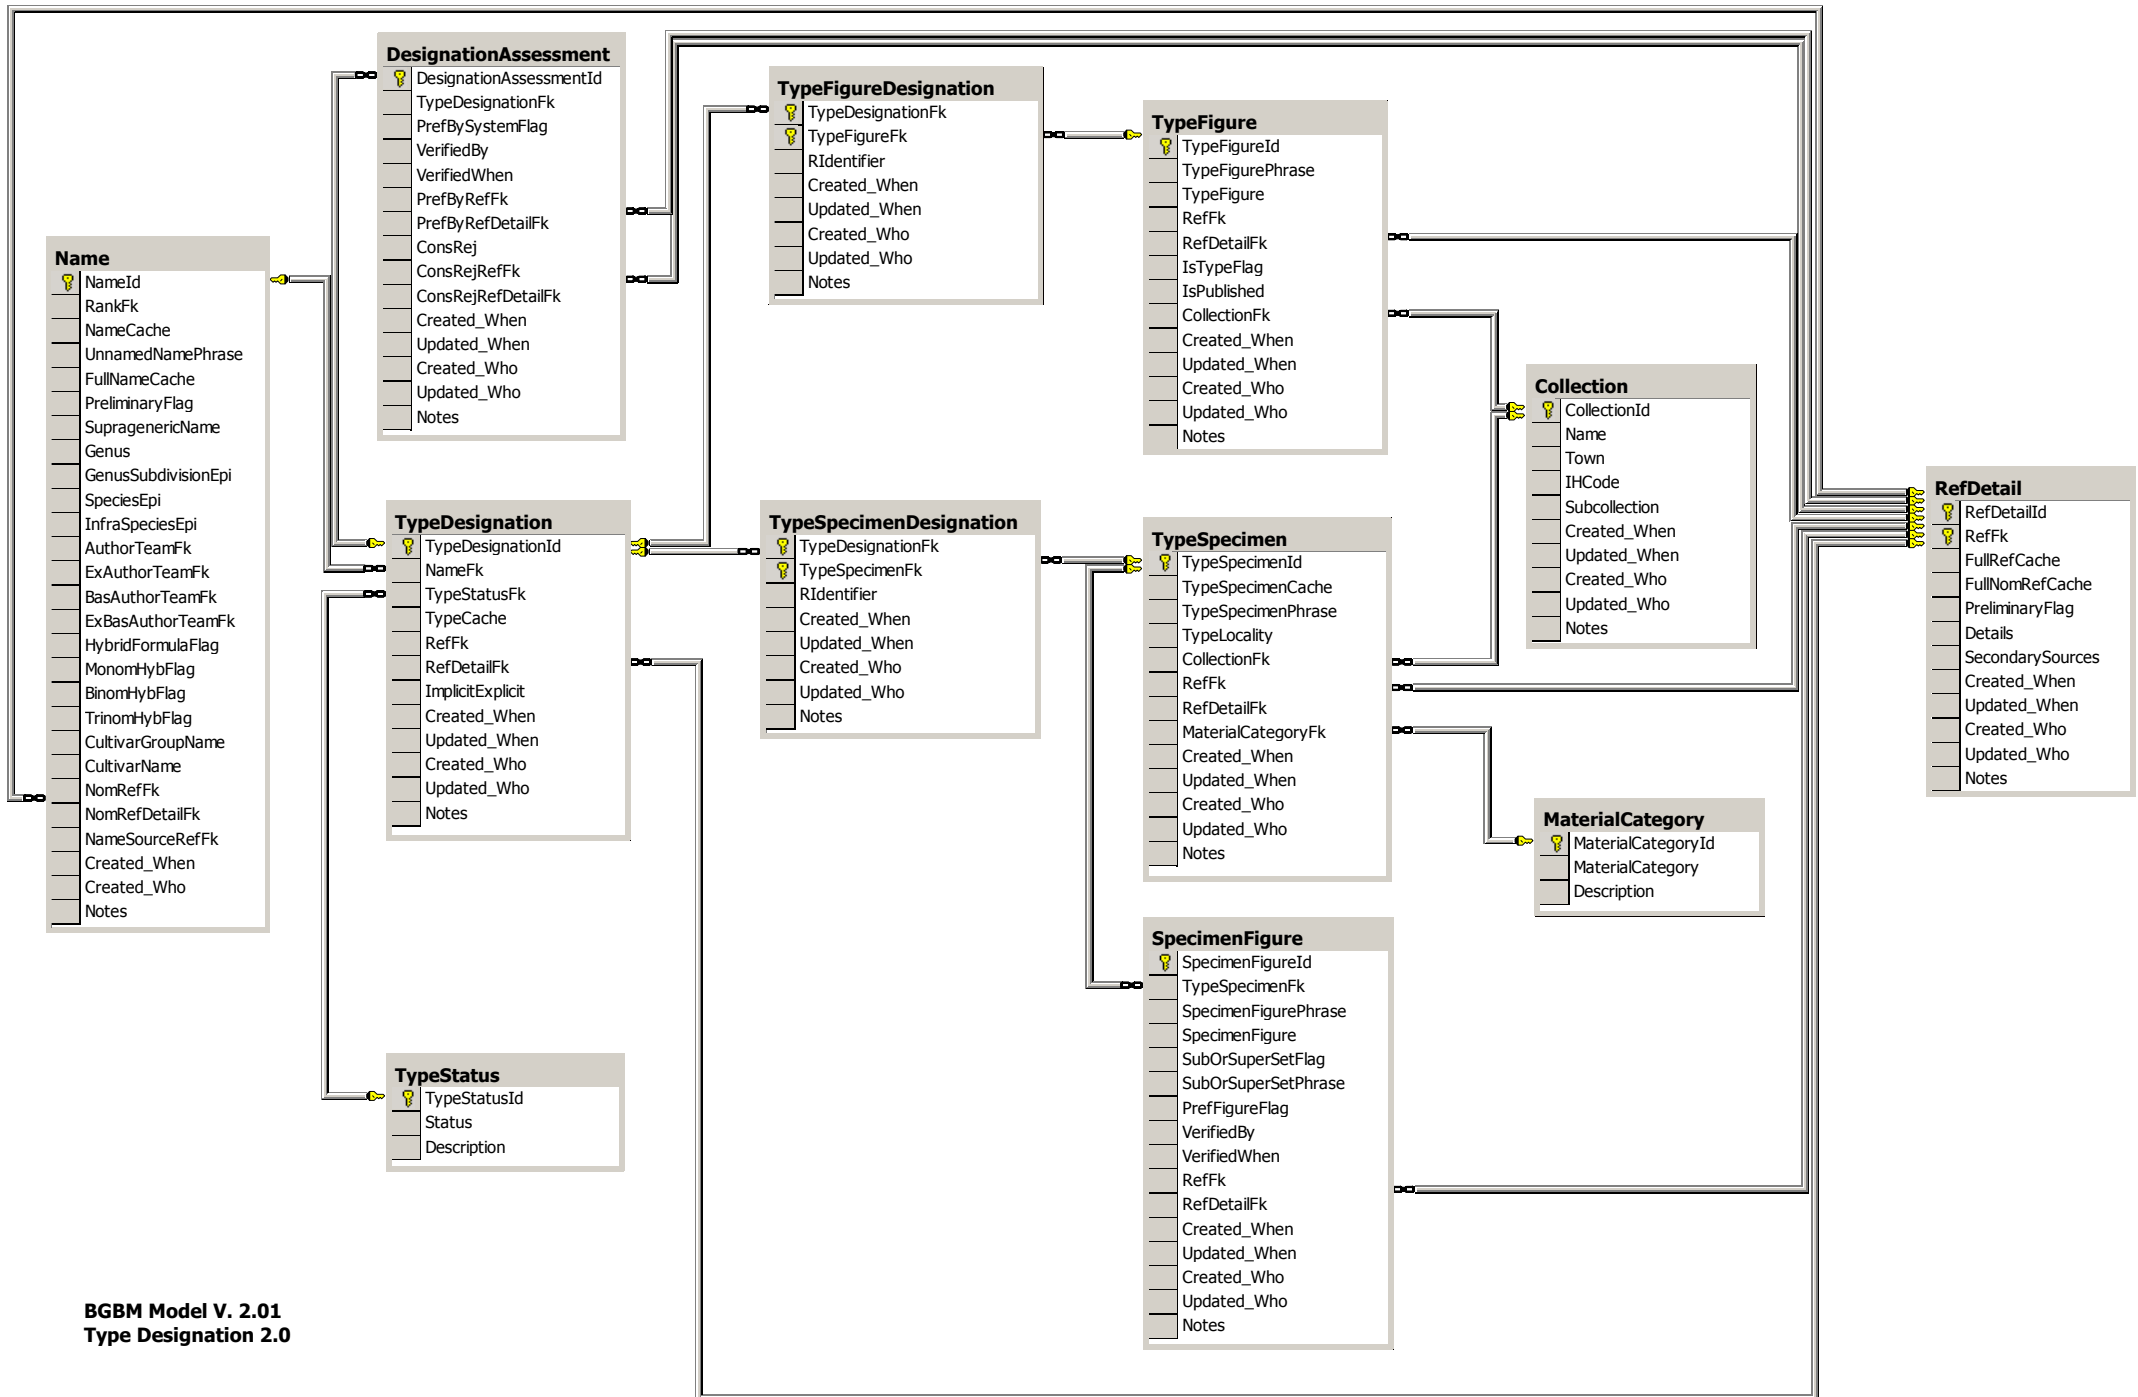 DesignationAssessment
DesignationAssessmentId
TypeDesignationFk
PrefBySystemFlag
VerifiedBy
VerifiedWhen
PrefByRefFk
PrefByRefDetailFk
ConsRej
ConsRejRefFk
ConsRejRefDetailFk
Created_When
Updated_When
Created_Who
Updated_Who
Notes
TypeFigureDesignation
TypeDesignationFk
TypeFigureFk
RIdentifier
Created_When
Updated_When
Created_Who
Updated_Who
Notes
TypeFigure
TypeFigureId
TypeFigurePhrase
TypeFigure
RefFk
RefDetailFk
IsTypeFlag
IsPublished
CollectionFk
Created_When
Updated_When
Created_Who
Updated_Who
Notes
Name
NameId
RankFk
NameCache
UnnamedNamePhrase
FullNameCache
PreliminaryFlag
SupragenericName
Genus
GenusSubdivisionEpi
SpeciesEpi
InfraSpeciesEpi
AuthorTeamFk
ExAuthorTeamFk
BasAuthorTeamFk
ExBasAuthorTeamFk
HybridFormulaFlag
MonomHybFlag
BinomHybFlag
TrinomHybFlag
CultivarGroupName
CultivarName
NomRefFk
NomRefDetailFk
NameSourceRefFk
Created_When
Created_Who
Notes
Collection
CollectionId
Name
Town
IHCode
Subcollection
Created_When
Updated_When
Created_Who
Updated_Who
Notes
RefDetail
RefDetailId
RefFk
FullRefCache
FullNomRefCache
PreliminaryFlag
Details
SecondarySources
Created_When
Updated_When
Created_Who
Updated_Who
Notes
TypeDesignation
TypeDesignationId
NameFk
TypeStatusFk
TypeCache
RefFk
RefDetailFk
ImplicitExplicit
Created_When
Updated_When
Created_Who
Updated_Who
Notes
TypeSpecimenDesignation
TypeDesignationFk
TypeSpecimenFk
RIdentifier
Created_When
Updated_When
Created_Who
Updated_Who
Notes
TypeSpecimen
TypeSpecimenId
TypeSpecimenCache
TypeSpecimenPhrase
TypeLocality
CollectionFk
RefFk
RefDetailFk
MaterialCategoryFk
Created_When
Updated_When
Created_Who
Updated_Who
Notes
MaterialCategory
MaterialCategoryId
MaterialCategory
Description
SpecimenFigure
SpecimenFigureId
TypeSpecimenFk
SpecimenFigurePhrase
SpecimenFigure
SubOrSuperSetFlag
SubOrSuperSetPhrase
PrefFigureFlag
VerifiedBy
VerifiedWhen
RefFk
RefDetailFk
Created_When
Updated_When
Created_Who
Updated_Who
Notes
TypeStatus
TypeStatusId
Status
Description
BGBM Model V. 2.01
Type Designation 2.0